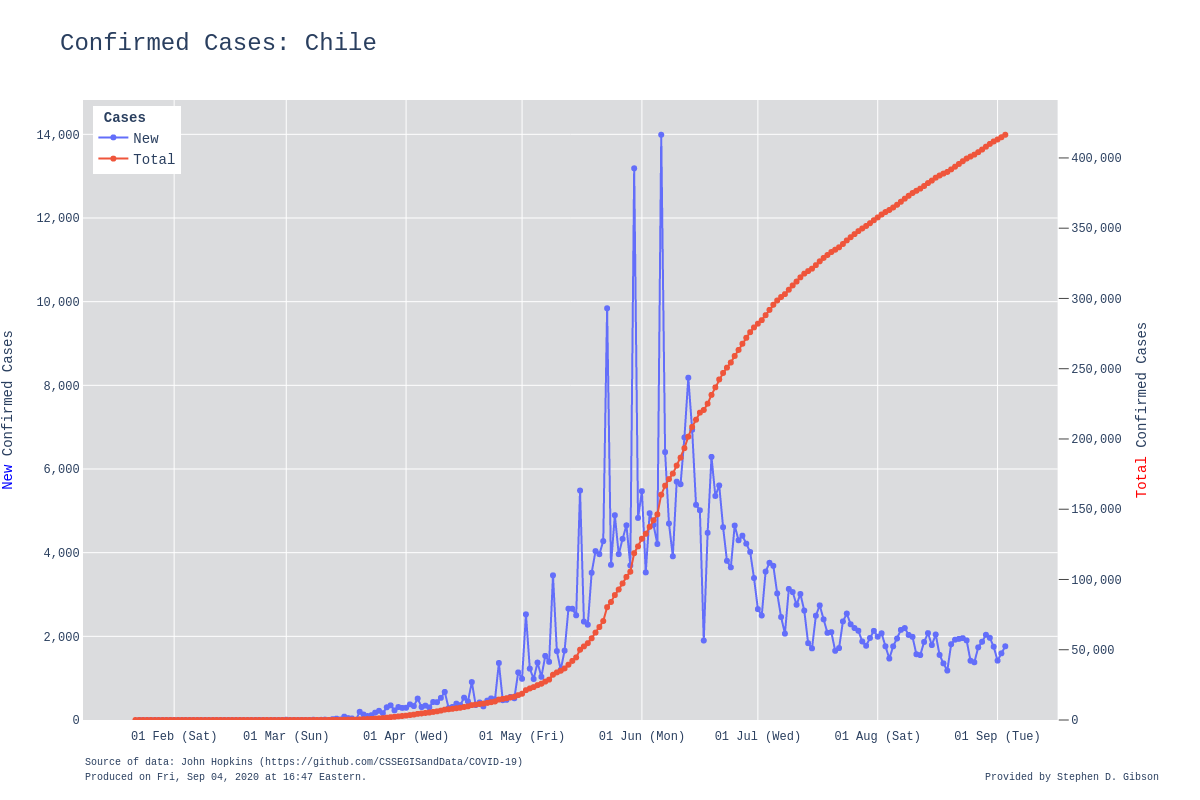 Confirmed Cases: Chile
Cases
New
Total
14,000
12,000
10,000
8,000
6,000
4,000
2,000
0
New Confirmed Cases
400,000
350,000
300,000
250,000
200,000
150,000
100,000
50,000
0
Total Confirmed Cases
01 Feb (Sat)
01 Mar (Sun)
01 Apr (Wed)
01 May (Fri)
01 Jun (Mon)
01 Jul (Wed)
01 Aug (Sat)
01 Sep (Tue)
Source of data: John Hopkins (https://github.com/CSSEGISandData/COVID-19)
Produced on Fri, Sep 04, 2020 at 16:47 Eastern.
Provided by Stephen D. Gibson